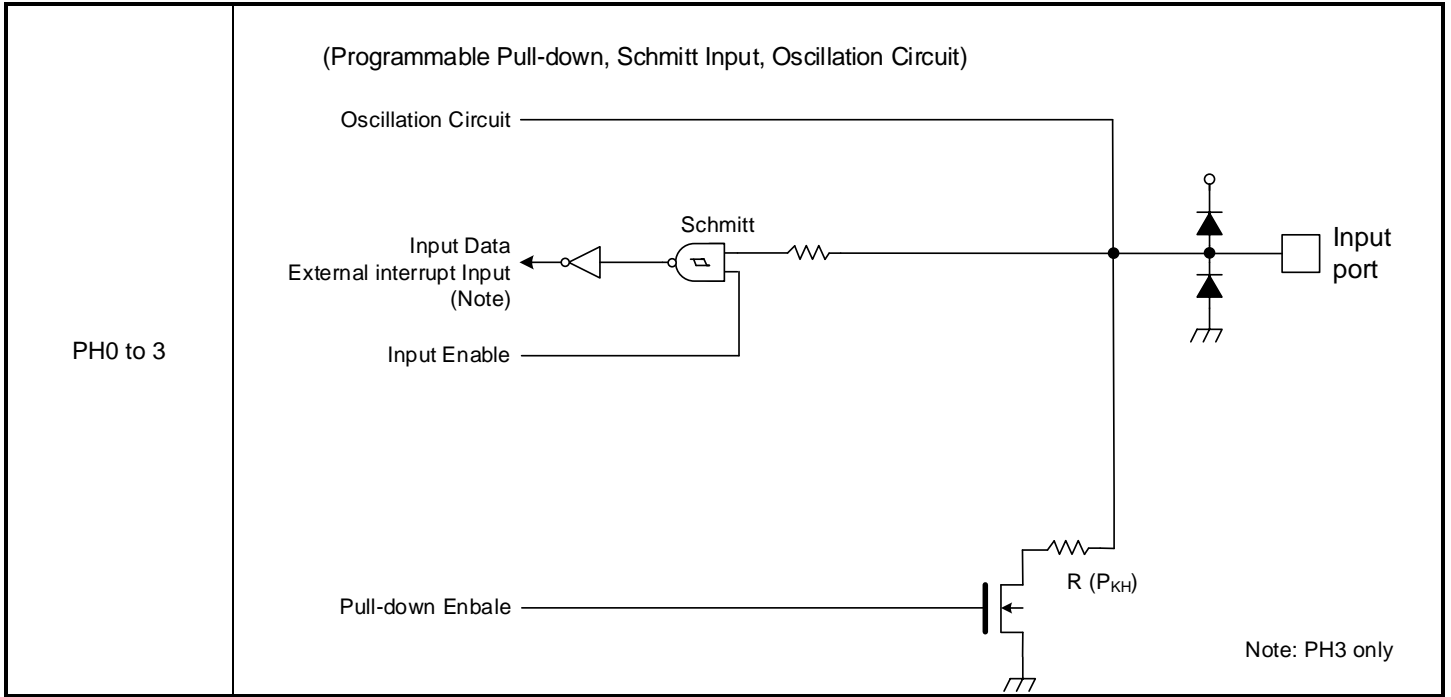 PH0 to 3
(Programmable Pull-down, Schmitt Input, Oscillation Circuit)
Oscillation Circuit
Schmitt
Input Data
External interrupt Input
(Note)
Input Enable
Input
port
R (PKH)
Pull-down Enbale
Note: PH3 only